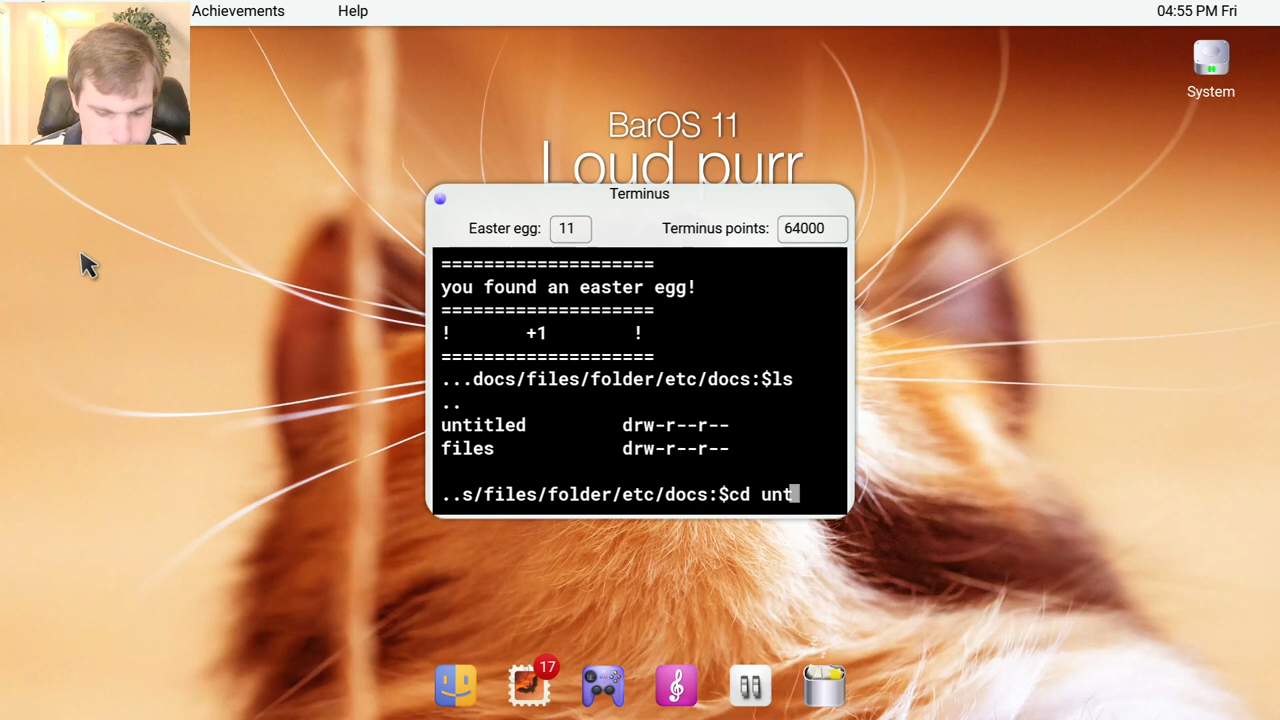 Achievements Help 04:55 PM Fri
System
BarOS 11
Loud purr
Terminus
Easter egg: 11 Terminus points: 64000
====================
you found an easter egg!
====================
! +1 !
====================
...docs/files/folder/etc/docs:$ls
..
untitled drw-r--r--
files drw-r--r--
..s/files/folder/etc/docs:$cd unt
17